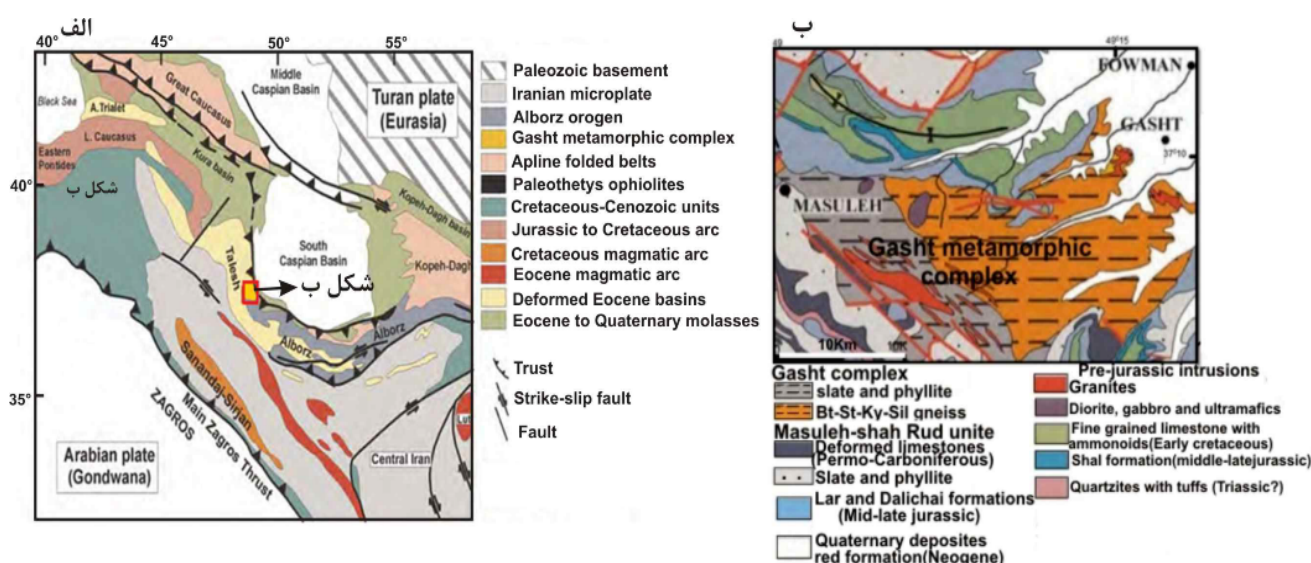 الف
40°
45°
50°
55°
Black Sea
Great Caucasus
Middle
Caspian Basin
Turan plate
(Eurasia)
A.Trialet
L. Caucasus
Eastern
Pontides
Kura basin
40°
شکل ب
Kopeh-Dagh basin
South
Caspian Basin
Kopeh-Dagh
Talesh
شکل ب
Alborz
Alborz
Sanandaj-Sirjan
35°
Main Zagros Thrust
ZAGROS
Arabian plate
(Gondwana)
Central Iran
Lut
Paleozoic basement
Iranian microplate
Alborz orogen
Gasht metamorphic complex
Apline folded belts
Paleothetys ophiolites
Cretaceous-Cenozoic units
Jurassic to Cretaceous arc
Cretaceous magmatic arc
Eocene magmatic arc
Deformed Eocene basins
Eocene to Quaternary molasses
Trust
Strike-slip fault
Fault
ب
49
49 15
FOWMAN
GASHT
37°10
MASULEH
Gasht metamorphic
complex
10Km
10K
Gasht complex
slate and phyllite
Bt-St-Ky-Sil gneiss
Masuleh-shah Rud unite
Deformed limestones
(Permo-Carboniferous)
Slate and phyllite
Lar and Dalichai formations
(Mid-late jurassic)
Quaternary deposites
red formation(Neogene)
Pre-jurassic intrusions
Granites
Diorite, gabbro and ultramafics
Fine grained limestone with
ammonoids(Early cretaceous)
Shal formation(middle-latejurassic)
Quartzites with tuffs (Triassic?)